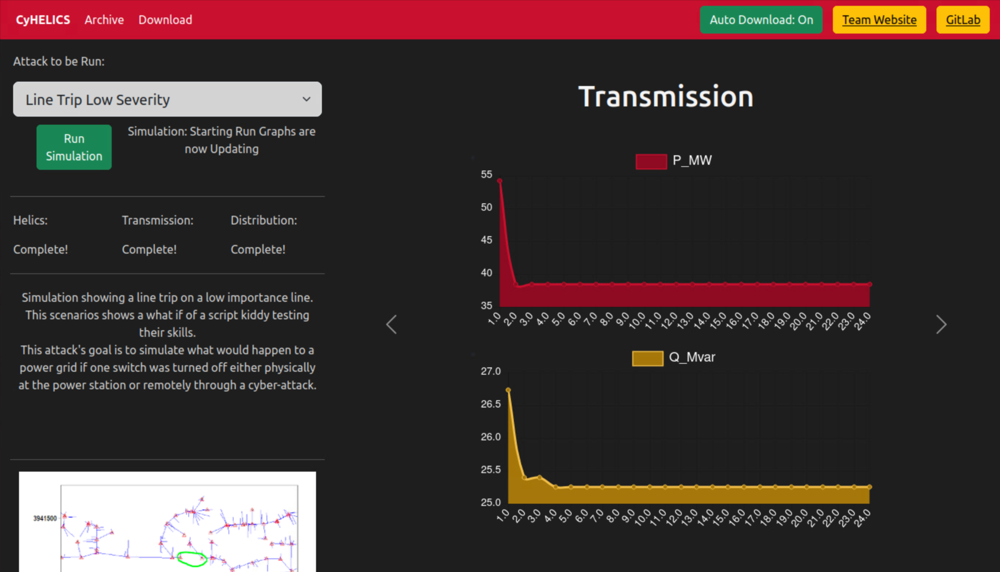 CyHELICS Archive Download Auto Download: On Team Website GitLab
Attack to be Run:
Line Trip Low Severity
Run
Simulation
Simulation: Starting Run Graphs are
now Updating
Helics: Transmission: Distribution:
Complete! Complete! Complete!
Simulation showing a line trip on a low importance line.
This scenarios shows a what if of a script kiddy testing
their skills.
This attack's goal is to simulate what would happen to a
power grid if one switch was turned off either physically
at the power station or remotely through a cyber-attack.
3941500
Transmission
P_MW
55
50
45
40
35
1.0 2.0 3.0 4.0 5.0 6.0 7.0 8.0 9.0 10.0 11.0 12.0 13.0 14.0 15.0 16.0 17.0 18.0 19.0 20.0 21.0 22.0 23.0 24.0
Q_Mvar
27.0
26.5
26.0
25.5
25.0
1.0 2.0 3.0 4.0 5.0 6.0 7.0 8.0 9.0 10.0 11.0 12.0 13.0 14.0 15.0 16.0 17.0 18.0 19.0 20.0 21.0 22.0 23.0 24.0